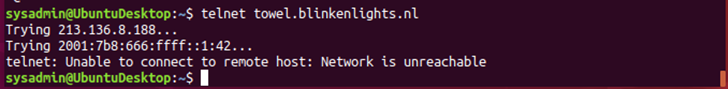 sysadmin@UbuntuDesktop:~$ telnet towel.blinkenlights.nl
Trying 213.136.8.188...
Trying 2001:7b8:666:ffff::1:42...
telnet: Unable to connect to remote host: Network is unreachable
sysadmin@UbuntuDesktop:~$